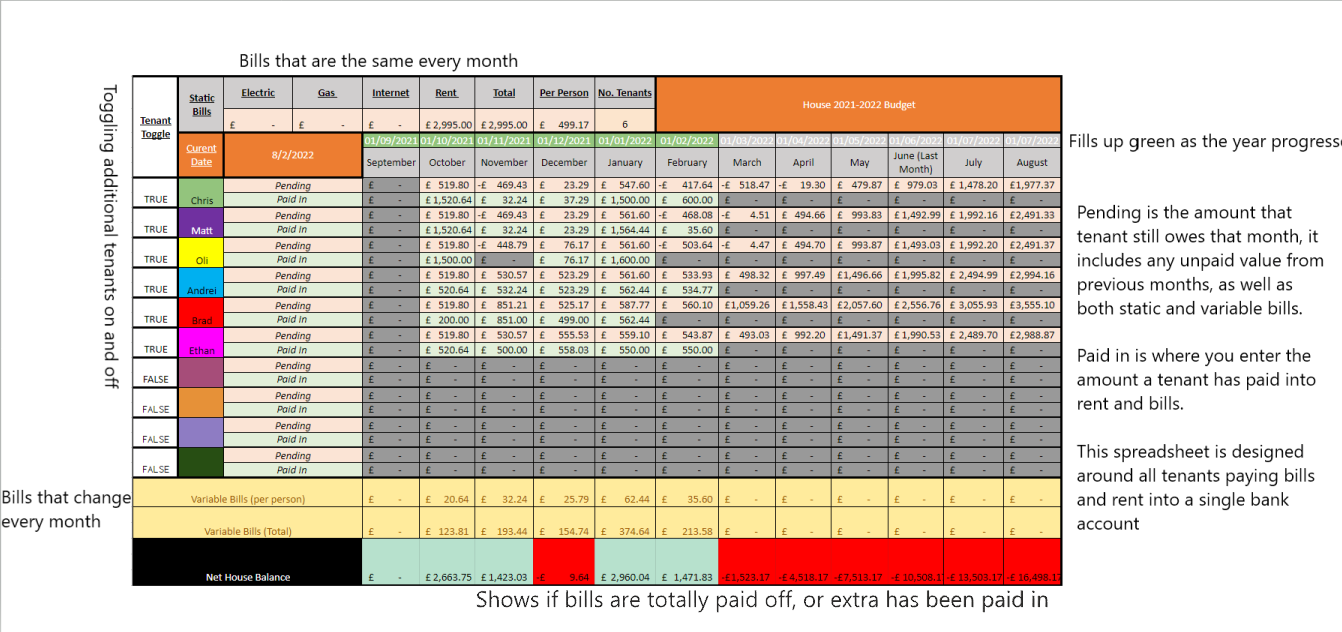 Bills that are the same every month
Toggling additional tenants on and off
Tenant Toggle
Static Bills
Electric Gas Internet Rent Total Per Person No. Tenants
House 2021-2022 Budget
£ - £ - £ - £2,995.00 £2,995.00 £ 499.17 6
Curent Date
8/2/2022
01/09/2021 01/10/2021 01/11/2021 01/12/2021 01/01/2022 01/02/2022 01/03/2022 01/04/2022 01/05/2022 01/06/2022 01/07/2022 01/07/2022
September October November December January February March April May June (Last Month) July August
Fills up green as the year progresse
Pending £ - £ 519.80 -£ 469.43 £ 23.29 £ 547.60 -£ 417.64 -£ 518.47 -£ 19.30 £ 479.87 £ 979.03 £ 1,478.20 £1,977.37
TRUE Chris Paid In £ - £1,520.64 £ 32.24 £ 37.29 £ 1,500.00 £ 600.00 £ - £ - £ - £ - £ - £ -
Pending £ - £ 519.80 -£ 469.43 £ 23.29 £ 561.60 -£ 468.08 -£ 4.51 £ 494.66 £ 993.83 £ 1,492.99 £ 1,992.16 £2,491.33
TRUE Matt Paid In £ - £1,520.64 £ 32.24 £ 23.29 £ 1,564.44 £ 35.60 £ - £ - £ - £ - £ - £ -
Pending £ - £ 519.80 -£ 448.79 £ 76.17 £ 561.60 -£ 503.64 -£ 4.47 £ 494.70 £ 993.87 £ 1,493.03 £ 1,992.20 £2,491.37
TRUE Oli Paid In £ - £1,500.00 £ - £ 76.17 £ 1,600.00 £ - £ - £ - £ - £ - £ - £ -
Pending £ - £ 519.80 £ 530.57 £ 523.29 £ 561.60 £ 533.93 £ 498.32 £ 997.49 £ 1,496.66 £ 1,995.82 £ 2,494.99 £2,994.16
TRUE Andrei Paid In £ - £ 520.64 £ 532.24 £ 523.29 £ 562.44 £ 534.77 £ - £ - £ - £ - £ - £ -
Pending £ - £ 519.80 £ 851.21 £ 525.17 £ 587.77 £ 560.10 £1,059.26 £ 1,558.43 £ 2,057.60 £ 2,556.76 £ 3,055.93 £3,555.10
TRUE Brad Paid In £ - £ 200.00 £ 851.00 £ 499.00 £ 562.44 £ - £ - £ - £ - £ - £ - £ -
Pending £ - £ 519.80 £ 530.57 £ 555.53 £ 559.10 £ 543.87 £ 493.03 £ 992.20 £ 1,491.37 £ 1,990.53 £ 2,489.70 £2,988.87
TRUE Ethan Paid In £ - £ 520.64 £ 500.00 £ 558.03 £ 550.00 £ 550.00 £ - £ - £ - £ - £ - £ -
Pending £ - £ - £ - £ - £ - £ - £ - £ - £ - £ - £ - £ -
FALSE Paid In £ - £ - £ - £ - £ - £ - £ - £ - £ - £ - £ - £ -
Pending £ - £ - £ - £ - £ - £ - £ - £ - £ - £ - £ - £ -
FALSE Paid In £ - £ - £ - £ - £ - £ - £ - £ - £ - £ - £ - £ -
Pending £ - £ - £ - £ - £ - £ - £ - £ - £ - £ - £ - £ -
FALSE Paid In £ - £ - £ - £ - £ - £ - £ - £ - £ - £ - £ - £ -
Pending £ - £ - £ - £ - £ - £ - £ - £ - £ - £ - £ - £ -
FALSE Paid In £ - £ - £ - £ - £ - £ - £ - £ - £ - £ - £ - £ -
Bills that change
every month
Variable Bills (per person) £ - £ 20.64 £ 32.24 £ 25.79 £ 62.44 £ 35.60 £ - £ - £ - £ - £ - £ -
Variable Bills (Total) £ - £ 123.81 £ 193.44 £ 154.74 £ 374.64 £ 213.58 £ - £ - £ - £ - £ - £ -
Net House Balance £ - £2,663.75 £1,423.03 -£ 9.64 £ 2,960.04 £ 1,471.83 -£1,523.17 -£4,518.17 -£7,513.17 -£10,508.1 -£13,503.17 -£16,498.17
Shows if bills are totally paid off, or extra has been paid in
Pending is the amount that
tenant still owes that month, it
includes any unpaid value from
previous months, as well as
both static and variable bills.
Paid in is where you enter the
amount a tenant has paid into
rent and bills.
This spreadsheet is designed
around all tenants paying bills
and rent into a single bank
account